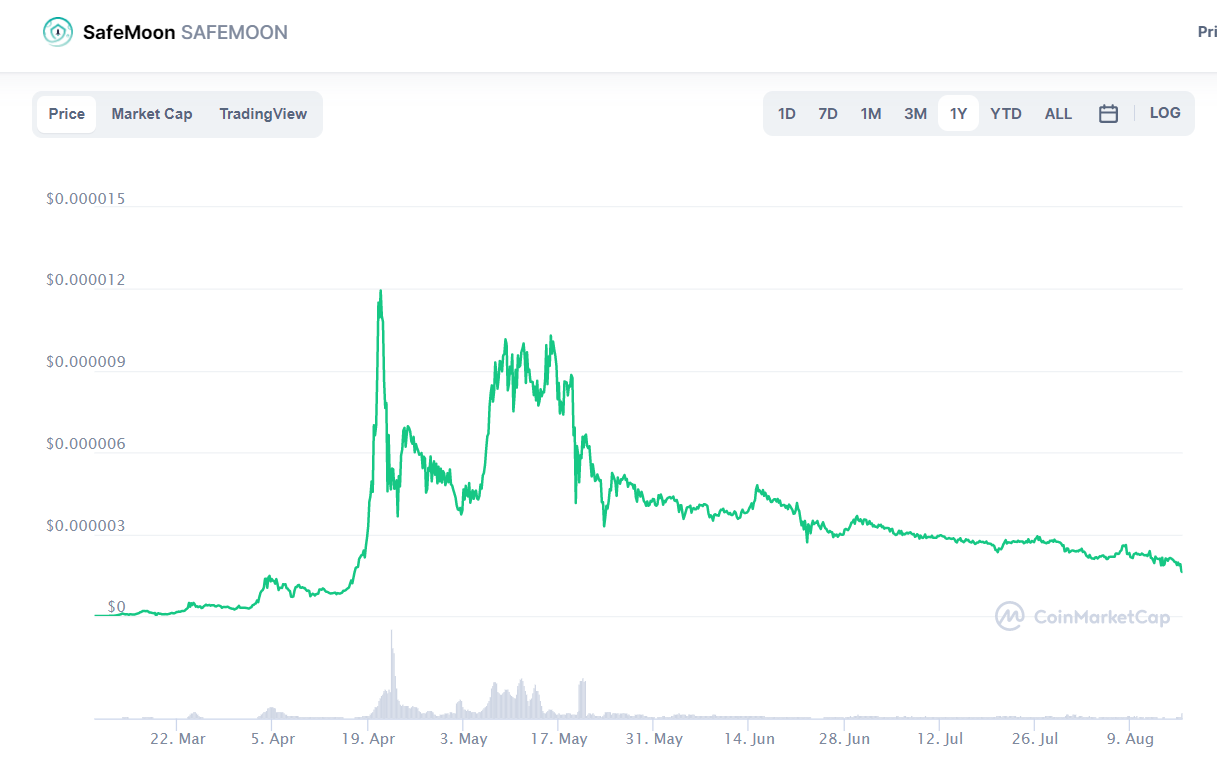 SafeMoon SAFEMOON
Pri
Price Market Cap TradingView
1D 7D 1M 3M 1Y YTD ALL LOG
$0.000015
$0.000012
$0.000009
$0.000006
$0.000003
$0
CoinMarketCap
22. Mar 5. Apr 19. Apr 3. May 17. May 31. May 14. Jun 28. Jun 12. Jul 26. Jul 9. Aug